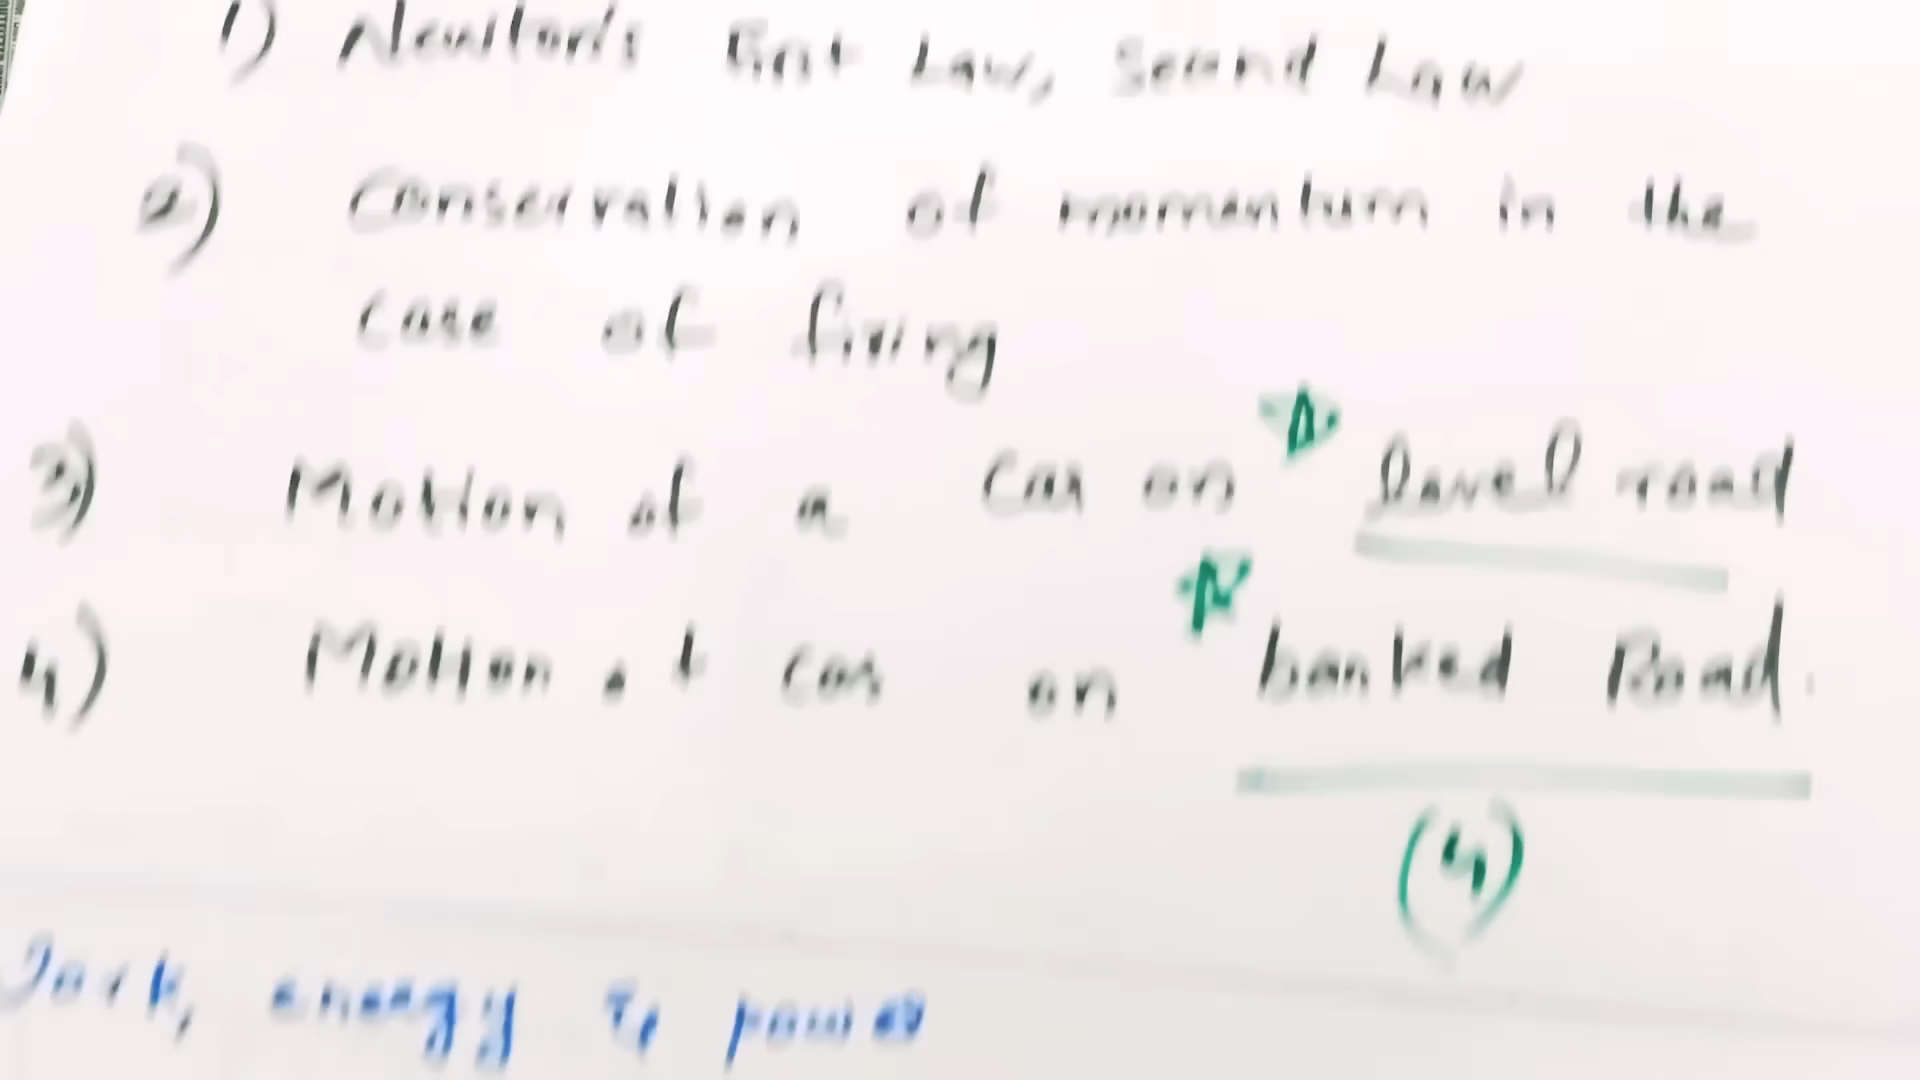 1) Newton's First Law, Second Law
2) Conservation of momentum in the
case of firing
3) Motion of a car on ☆ level road
4) Motion of car on ☆ banked Road.
(4)
Work, energy & power